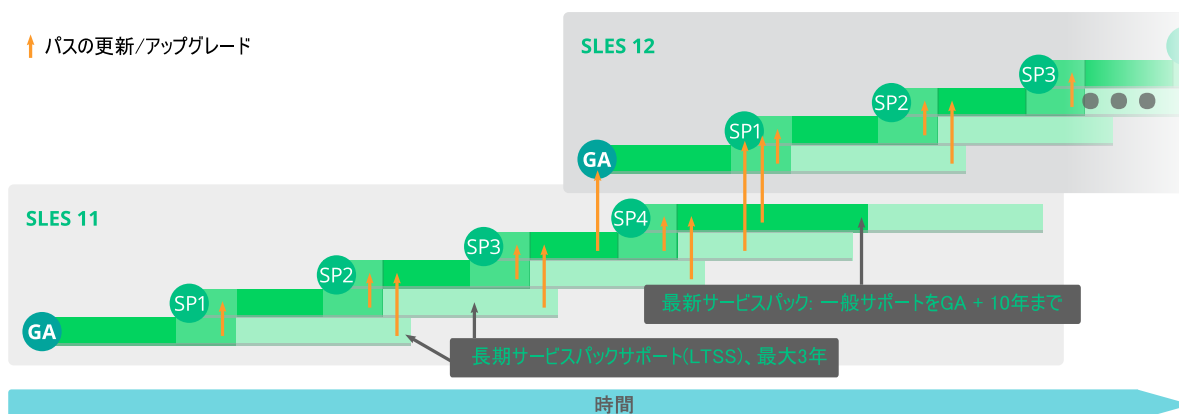 パスの更新/アップグレード
SLES 12
SP3
SP2
SP1
GA
SLES 11
SP4
SP3
SP2
SP1
GA
最新サービスパック: 一般サポートをGA + 10年まで
長期サービスパックサポート(LTSS)、最大3年
時間